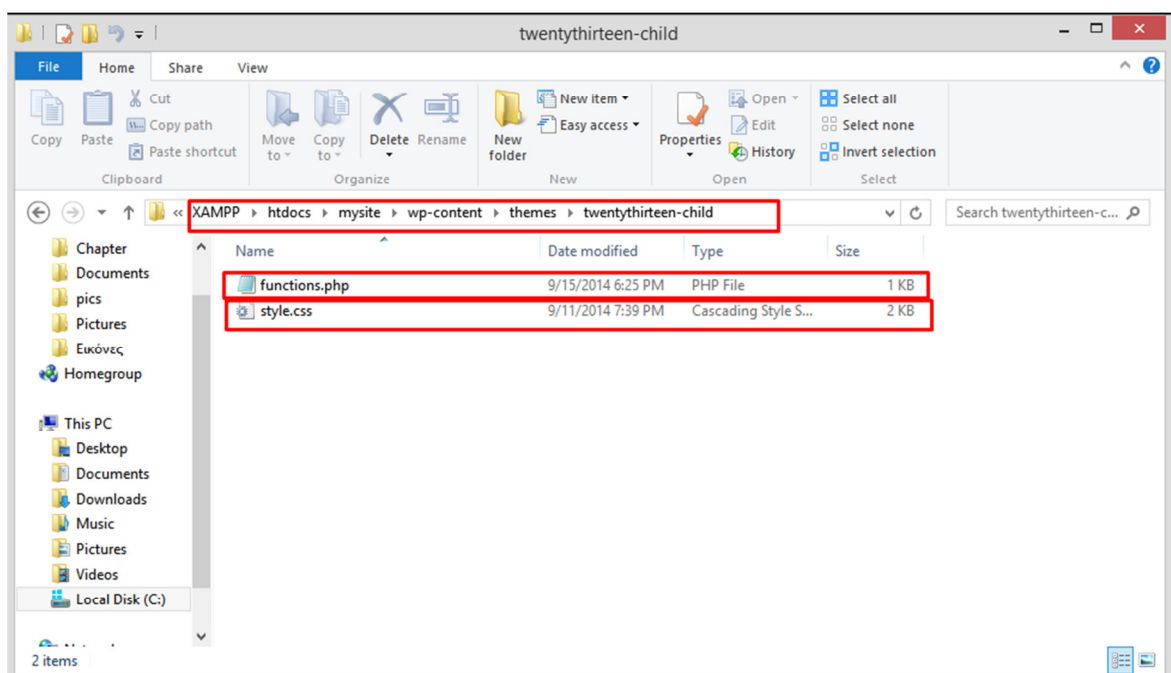 twentythirteen-child
File Home Share View
Copy Paste Cut Copy path Paste shortcut
Move to Copy to Delete Rename
New folder New item Easy access
Properties Open Edit History
Select all Select none Invert selection
Clipboard Organize New Open Select
« XAMPP htdocs mysite wp-content themes twentythirteen-child Search twentythirteen-c...
Name Date modified Type Size
functions.php 9/15/2014 6:25 PM PHP File 1 KB
style.css 9/11/2014 7:39 PM Cascading Style S... 2 KB
Chapter
Documents
pics
Pictures
Εικόνες
Homegroup
This PC
Desktop
Documents
Downloads
Music
Pictures
Videos
Local Disk (C:)
2 items